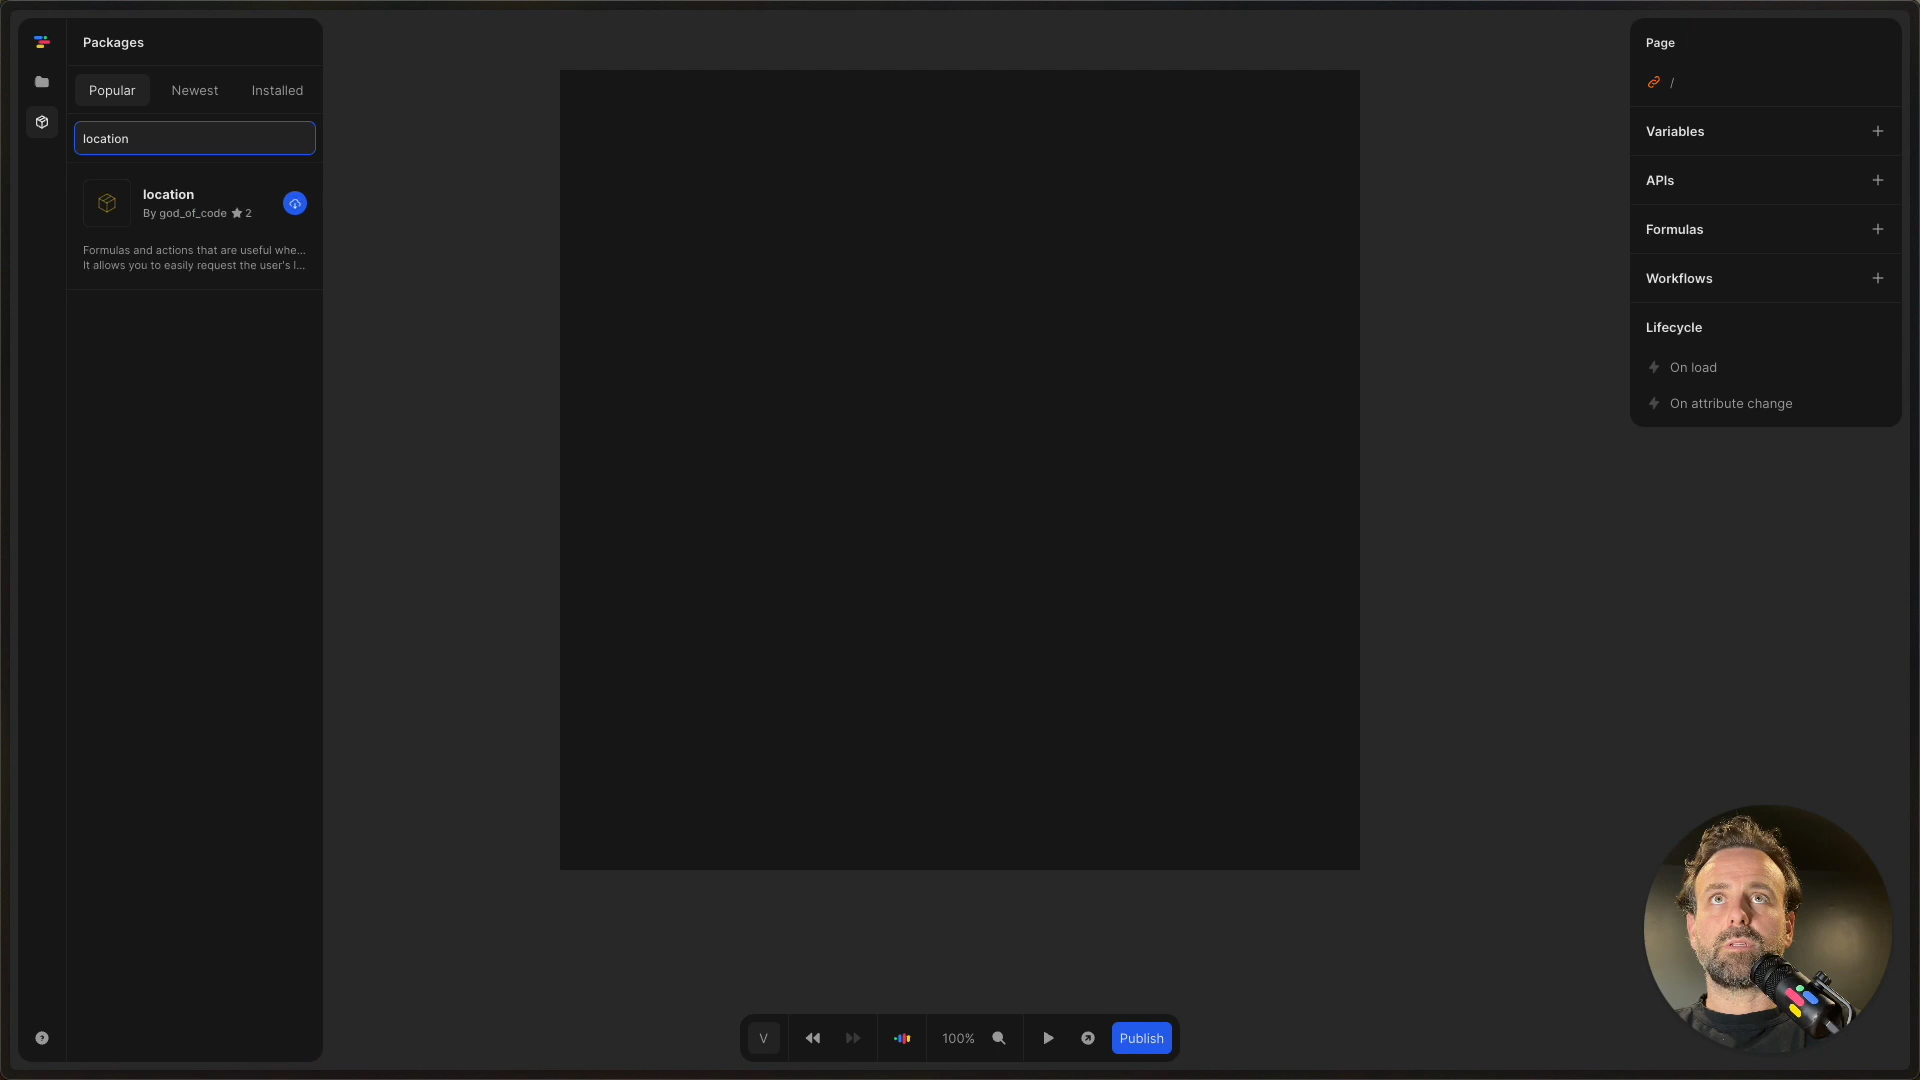 Packages
Popular
Newest
Installed
location
location
By god_of_code ★ 2
Formulas and actions that are useful whe...
It allows you to easily request the user's l...
V
100%
Publish
Page
/
Variables
APIs
Formulas
Workflows
Lifecycle
On load
On attribute change